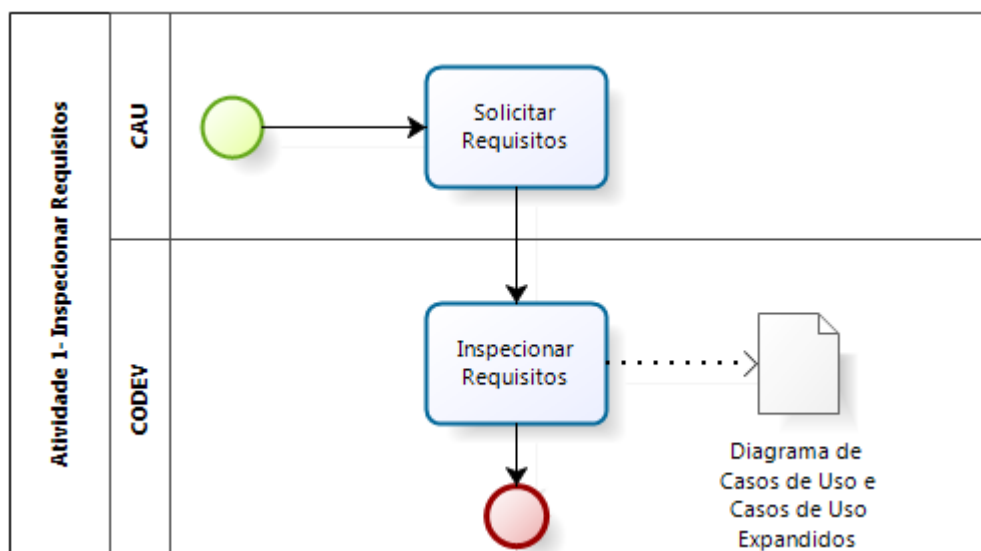 Atividade 1- Inspecionar Requisitos
CAU
Solicitar
Requisitos
CODEV
Inspecionar
Requisitos
Diagrama de
Casos de Uso e
Casos de Uso
Expandidos